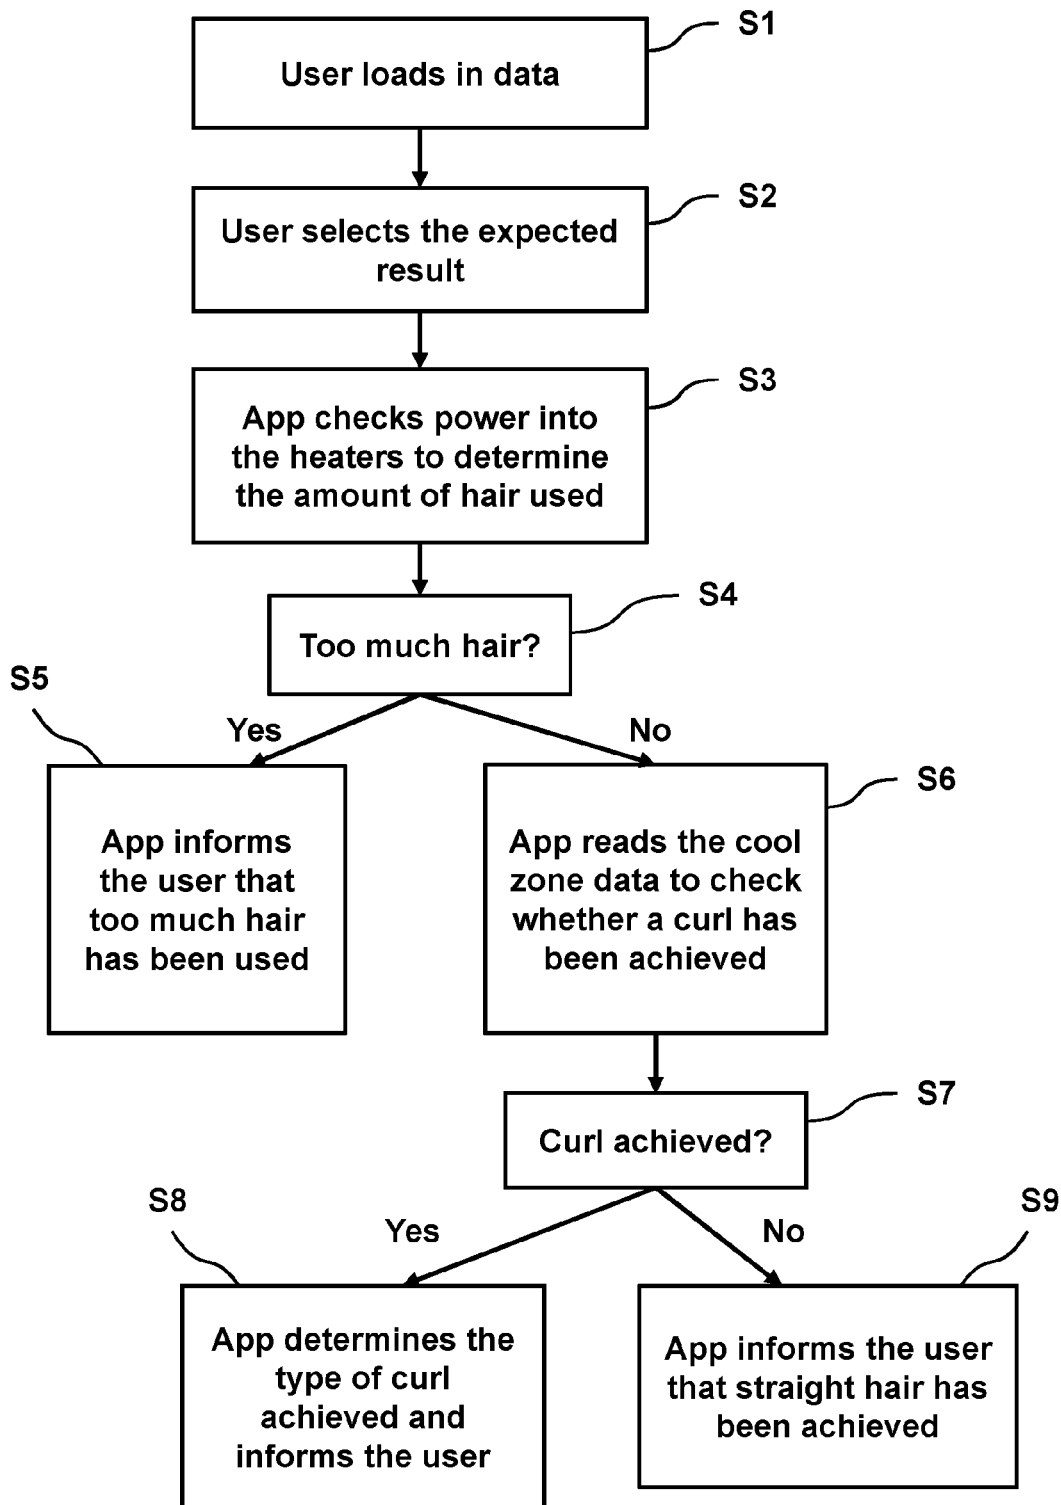 S1
User loads in data
S2
User selects the expected
result
S3
App checks power into
the heaters to determine
the amount of hair used
S4
Too much hair?
S5
Yes
No
App informs
the user that
too much hair
has been used
S6
App reads the cool
zone data to check
whether a curl has
been achieved
S7
Curl achieved?
S8
Yes
No
S9
App determines the
type of curl
achieved and
informs the user
App informs the user
that straight hair has
been achieved